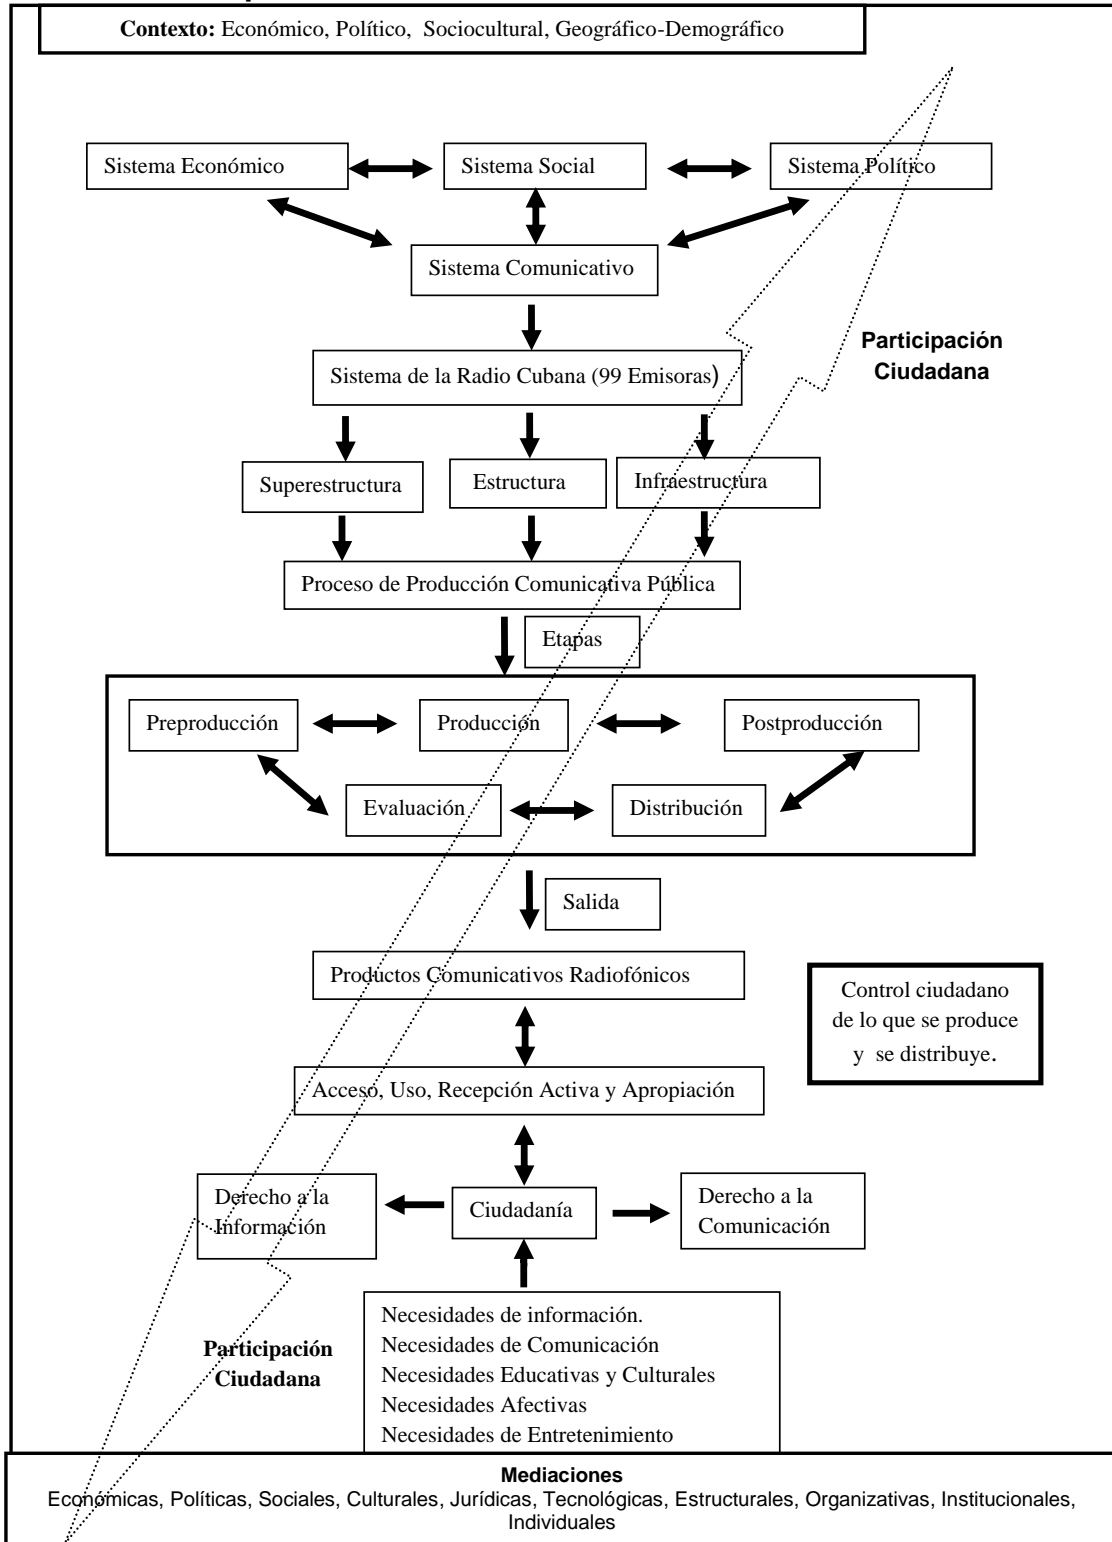 Contexto: Económico, Político, Sociocultural, Geográfico-Demográfico
Sistema Económico
Sistema Social
Sistema Político
Sistema Comunicativo
Participación
Ciudadana
Sistema de la Radio Cubana (99 Emisoras)
Superestructura
Estructura
Infraestructura
Proceso de Producción Comunicativa Pública
Etapas
Preproducción
Producción
Postproducción
Evaluación
Distribución
Salida
Productos Comunicativos Radiofónicos
Control ciudadano
de lo que se produce
y se distribuye.
Acceso, Uso, Recepción Activa y Apropiación
Derecho a la
Información
Ciudadanía
Derecho a la
Comunicación
Participación
Ciudadana
Necesidades de información.
Necesidades de Comunicación
Necesidades Educativas y Culturales
Necesidades Afectivas
Necesidades de Entretenimiento
Mediaciones
Económicas, Políticas, Sociales, Culturales, Jurídicas, Tecnológicas, Estructurales, Organizativas, Institucionales,
Individuales